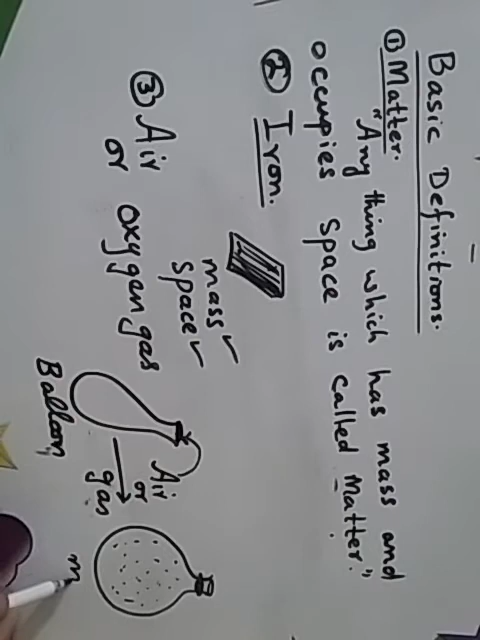 Basic Definitions.
① Matter.
"Any thing which has mass and
occupies space is called Matter."
② Iron.
mass ✓
space ✓
③ Air
or oxygan gas
Balloon
Air
or
gas
m